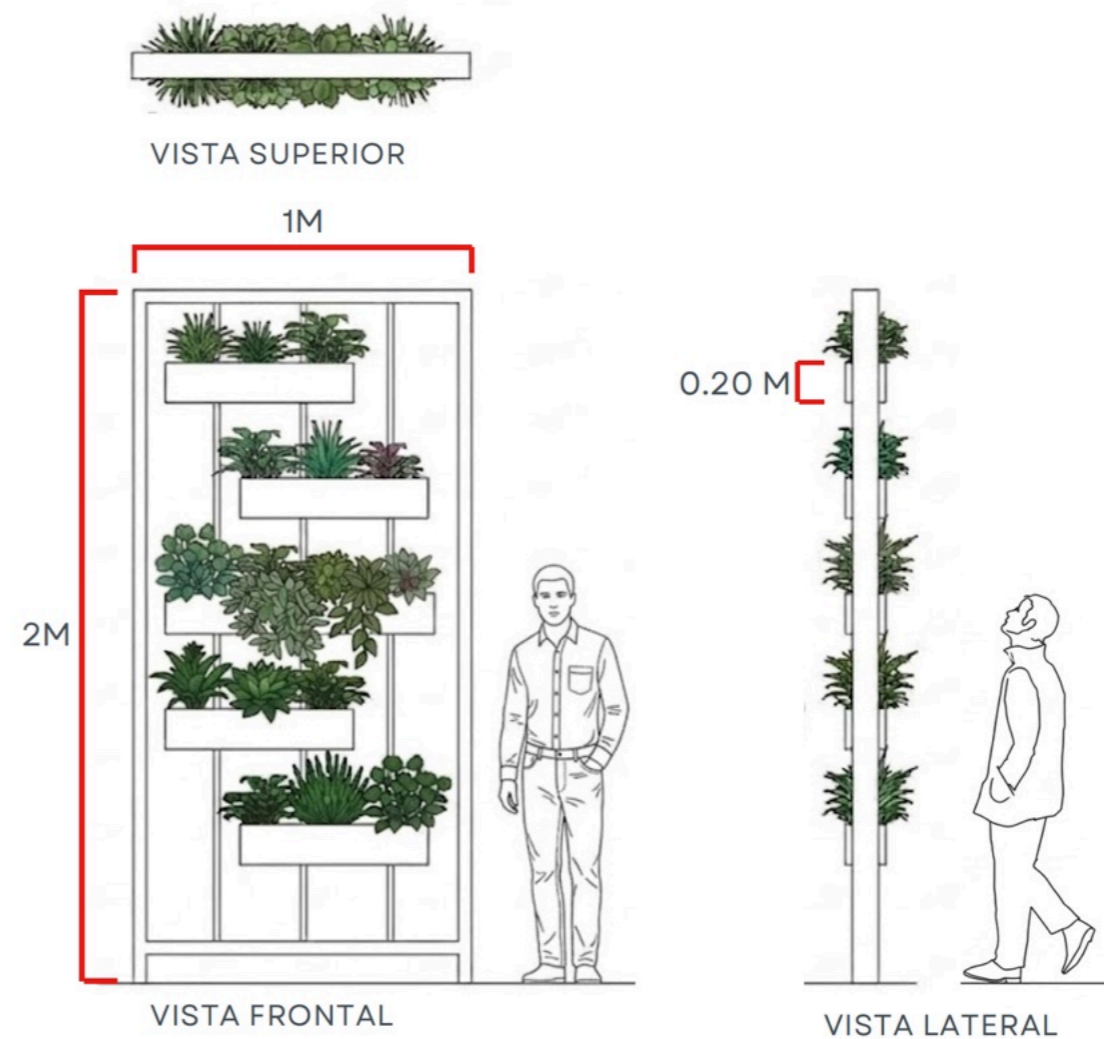 VISTA SUPERIOR
1M
2M
0.20 M
VISTA FRONTAL
VISTA LATERAL